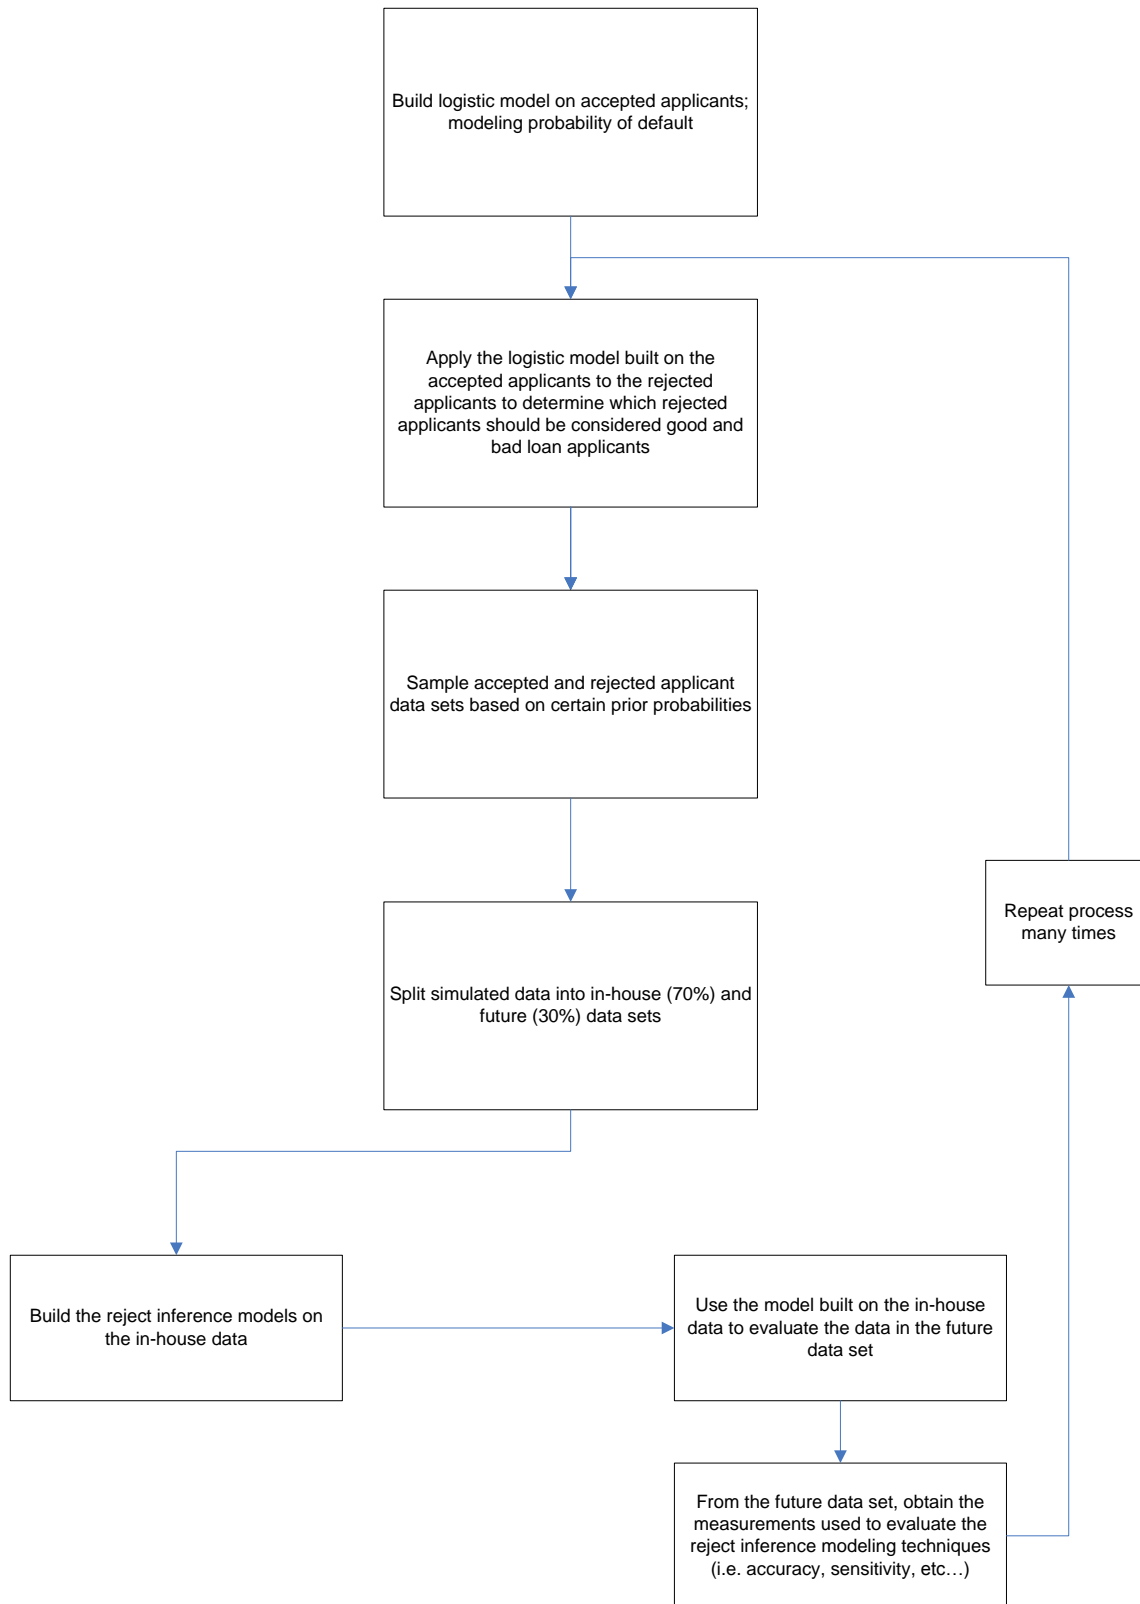 Build logistic model on accepted applicants;
modeling probability of default
Apply the logistic model built on the
accepted applicants to the rejected
applicants to determine which rejected
applicants should be considered good and
bad loan applicants
Sample accepted and rejected applicant
data sets based on certain prior probabilities
Split simulated data into in-house (70%) and
future (30%) data sets
Repeat process
many times
Build the reject inference models on
the in-house data
Use the model built on the in-house
data to evaluate the data in the future
data set
From the future data set, obtain the
measurements used to evaluate the
reject inference modeling techniques
(i.e. accuracy, sensitivity, etc…)